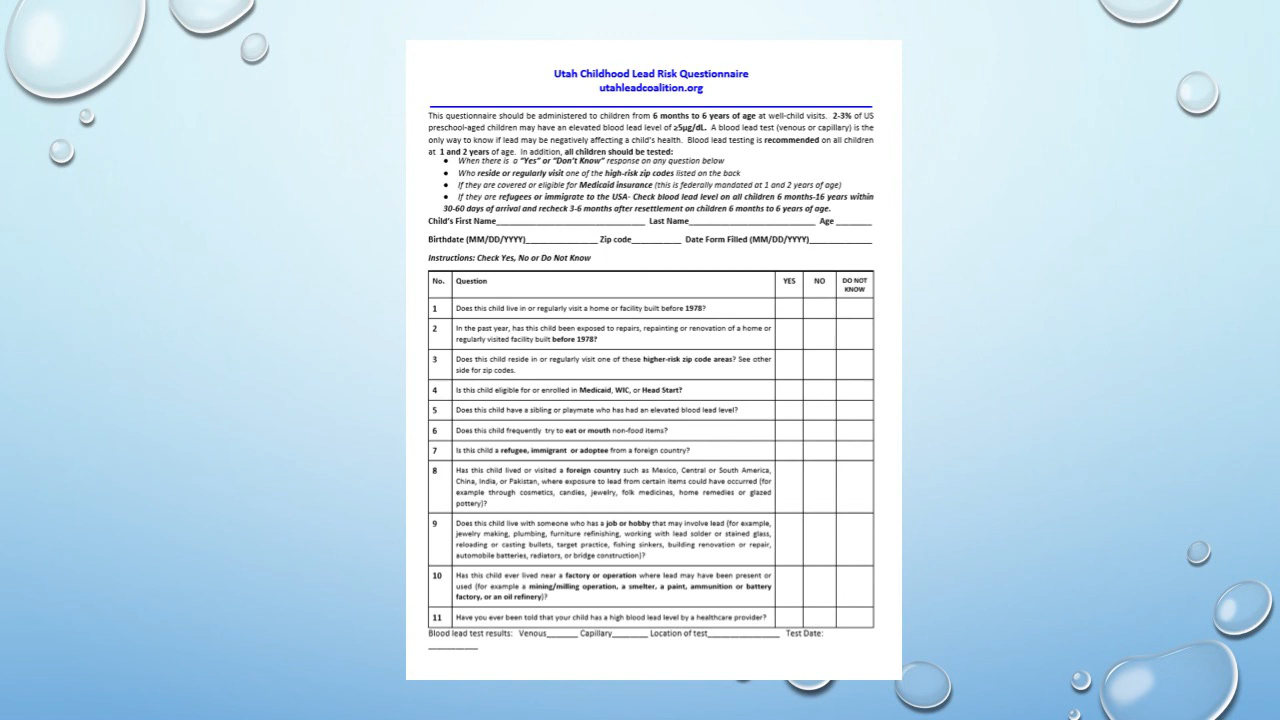 Utah Childhood Lead Risk Questionnaire
utahleadcoalition.org
This questionnaire should be administered to children from 6 months to 6 years of age at well-child visits. 2-3% of US
preschool-aged children may have an elevated blood lead level of ≥5µg/dL. A blood lead test (venous or capillary) is the
only way to know if lead may be negatively affecting a child's health. Blood lead testing is recommended on all children
at 1 and 2 years of age. In addition, all children should be tested:
• When there is a "Yes" or "Don't Know" response on any question below
• Who reside or regularly visit one of the high-risk zip codes listed on the back
• If they are covered or eligible for Medicaid insurance (this is federally mandated at 1 and 2 years of age)
• If they are refugees or immigrate to the USA- Check blood lead level on all children 6 months-16 years within
30-60 days of arrival and recheck 3-6 months after resettlement on children 6 months to 6 years of age.
Child's First Name_______________ Last Name_______________ Age _______
Birthdate (MM/DD/YYYY)_______________ Zip code__________ Date Form Filled (MM/DD/YYYY)_____________
Instructions: Check Yes, No or Do Not Know
No. Question YES NO DO NOT
KNOW
1 Does this child live in or regularly visit a home or facility built before 1978?
2 In the past year, has this child been exposed to repairs, repainting or renovation of a home or
regularly visited facility built before 1978?
3 Does this child reside in or regularly visit one of these higher-risk zip code areas? See other
side for zip codes.
4 Is this child eligible for or enrolled in Medicaid, WIC, or Head Start?
5 Does this child have a sibling or playmate who has had an elevated blood lead level?
6 Does this child frequently try to eat or mouth non-food items?
7 Is this child a refugee, immigrant or adoptee from a foreign country?
8 Has this child lived or visited a foreign country such as Mexico, Central or South America,
China, India, or Pakistan, where exposure to lead from certain items could have occurred (for
example through cosmetics, candies, jewelry, folk medicines, home remedies or glazed
pottery)?
9 Does this child live with someone who has a job or hobby that may involve lead (for example,
jewelry making, plumbing, furniture refinishing, working with lead solder or stained glass,
reloading or casting bullets, target practice, fishing sinkers, building renovation or repair,
automobile batteries, radiators, or bridge construction)?
10 Has this child ever lived near a factory or operation where lead may have been present or
used (for example a mining/milling operation, a smelter, a paint, ammunition or battery
factory, or an oil refinery)?
11 Have you ever been told that your child has a high blood lead level by a healthcare provider?
Blood lead test results: Venous_______ Capillary________ Location of test________________ Test Date:
___________